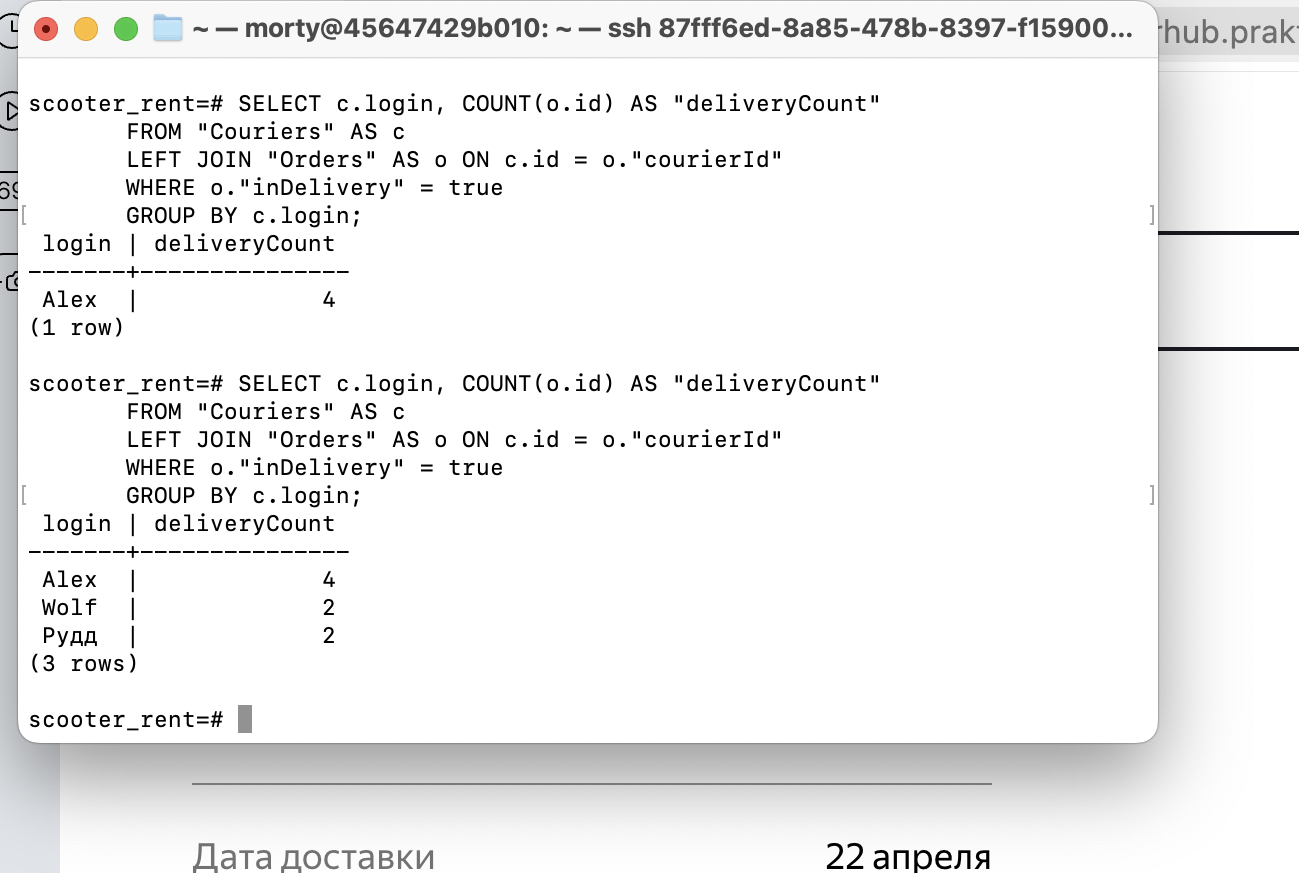 ~ — morty@45647429b010: ~ — ssh 87fff6ed-8a85-478b-8397-f15900...
rhub.prakt
scooter_rent=# SELECT c.login, COUNT(o.id) AS "deliveryCount"
FROM "Couriers" AS c
LEFT JOIN "Orders" AS o ON c.id = o."courierId"
WHERE o."inDelivery" = true
[ GROUP BY c.login; ]
login | deliveryCount
-------+---------------
Alex | 4
(1 row)
scooter_rent=# SELECT c.login, COUNT(o.id) AS "deliveryCount"
FROM "Couriers" AS c
LEFT JOIN "Orders" AS o ON c.id = o."courierId"
WHERE o."inDelivery" = true
[ GROUP BY c.login; ]
login | deliveryCount
-------+---------------
Alex | 4
Wolf | 2
Рудд | 2
(3 rows)
scooter_rent=#
Дата доставки 22 апреля